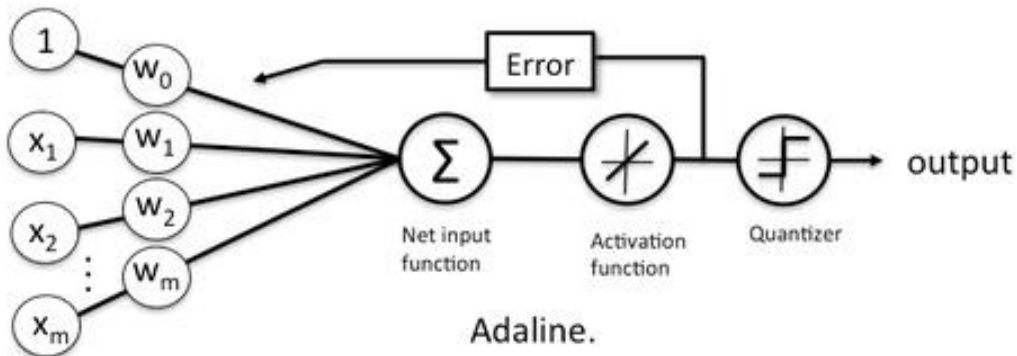 1
w₀
Error
x₁
w₁
Σ
output
x₂
w₂
Net input
function
Activation
function
Quantizer
⋮
wₘ
xₘ
Adaline.